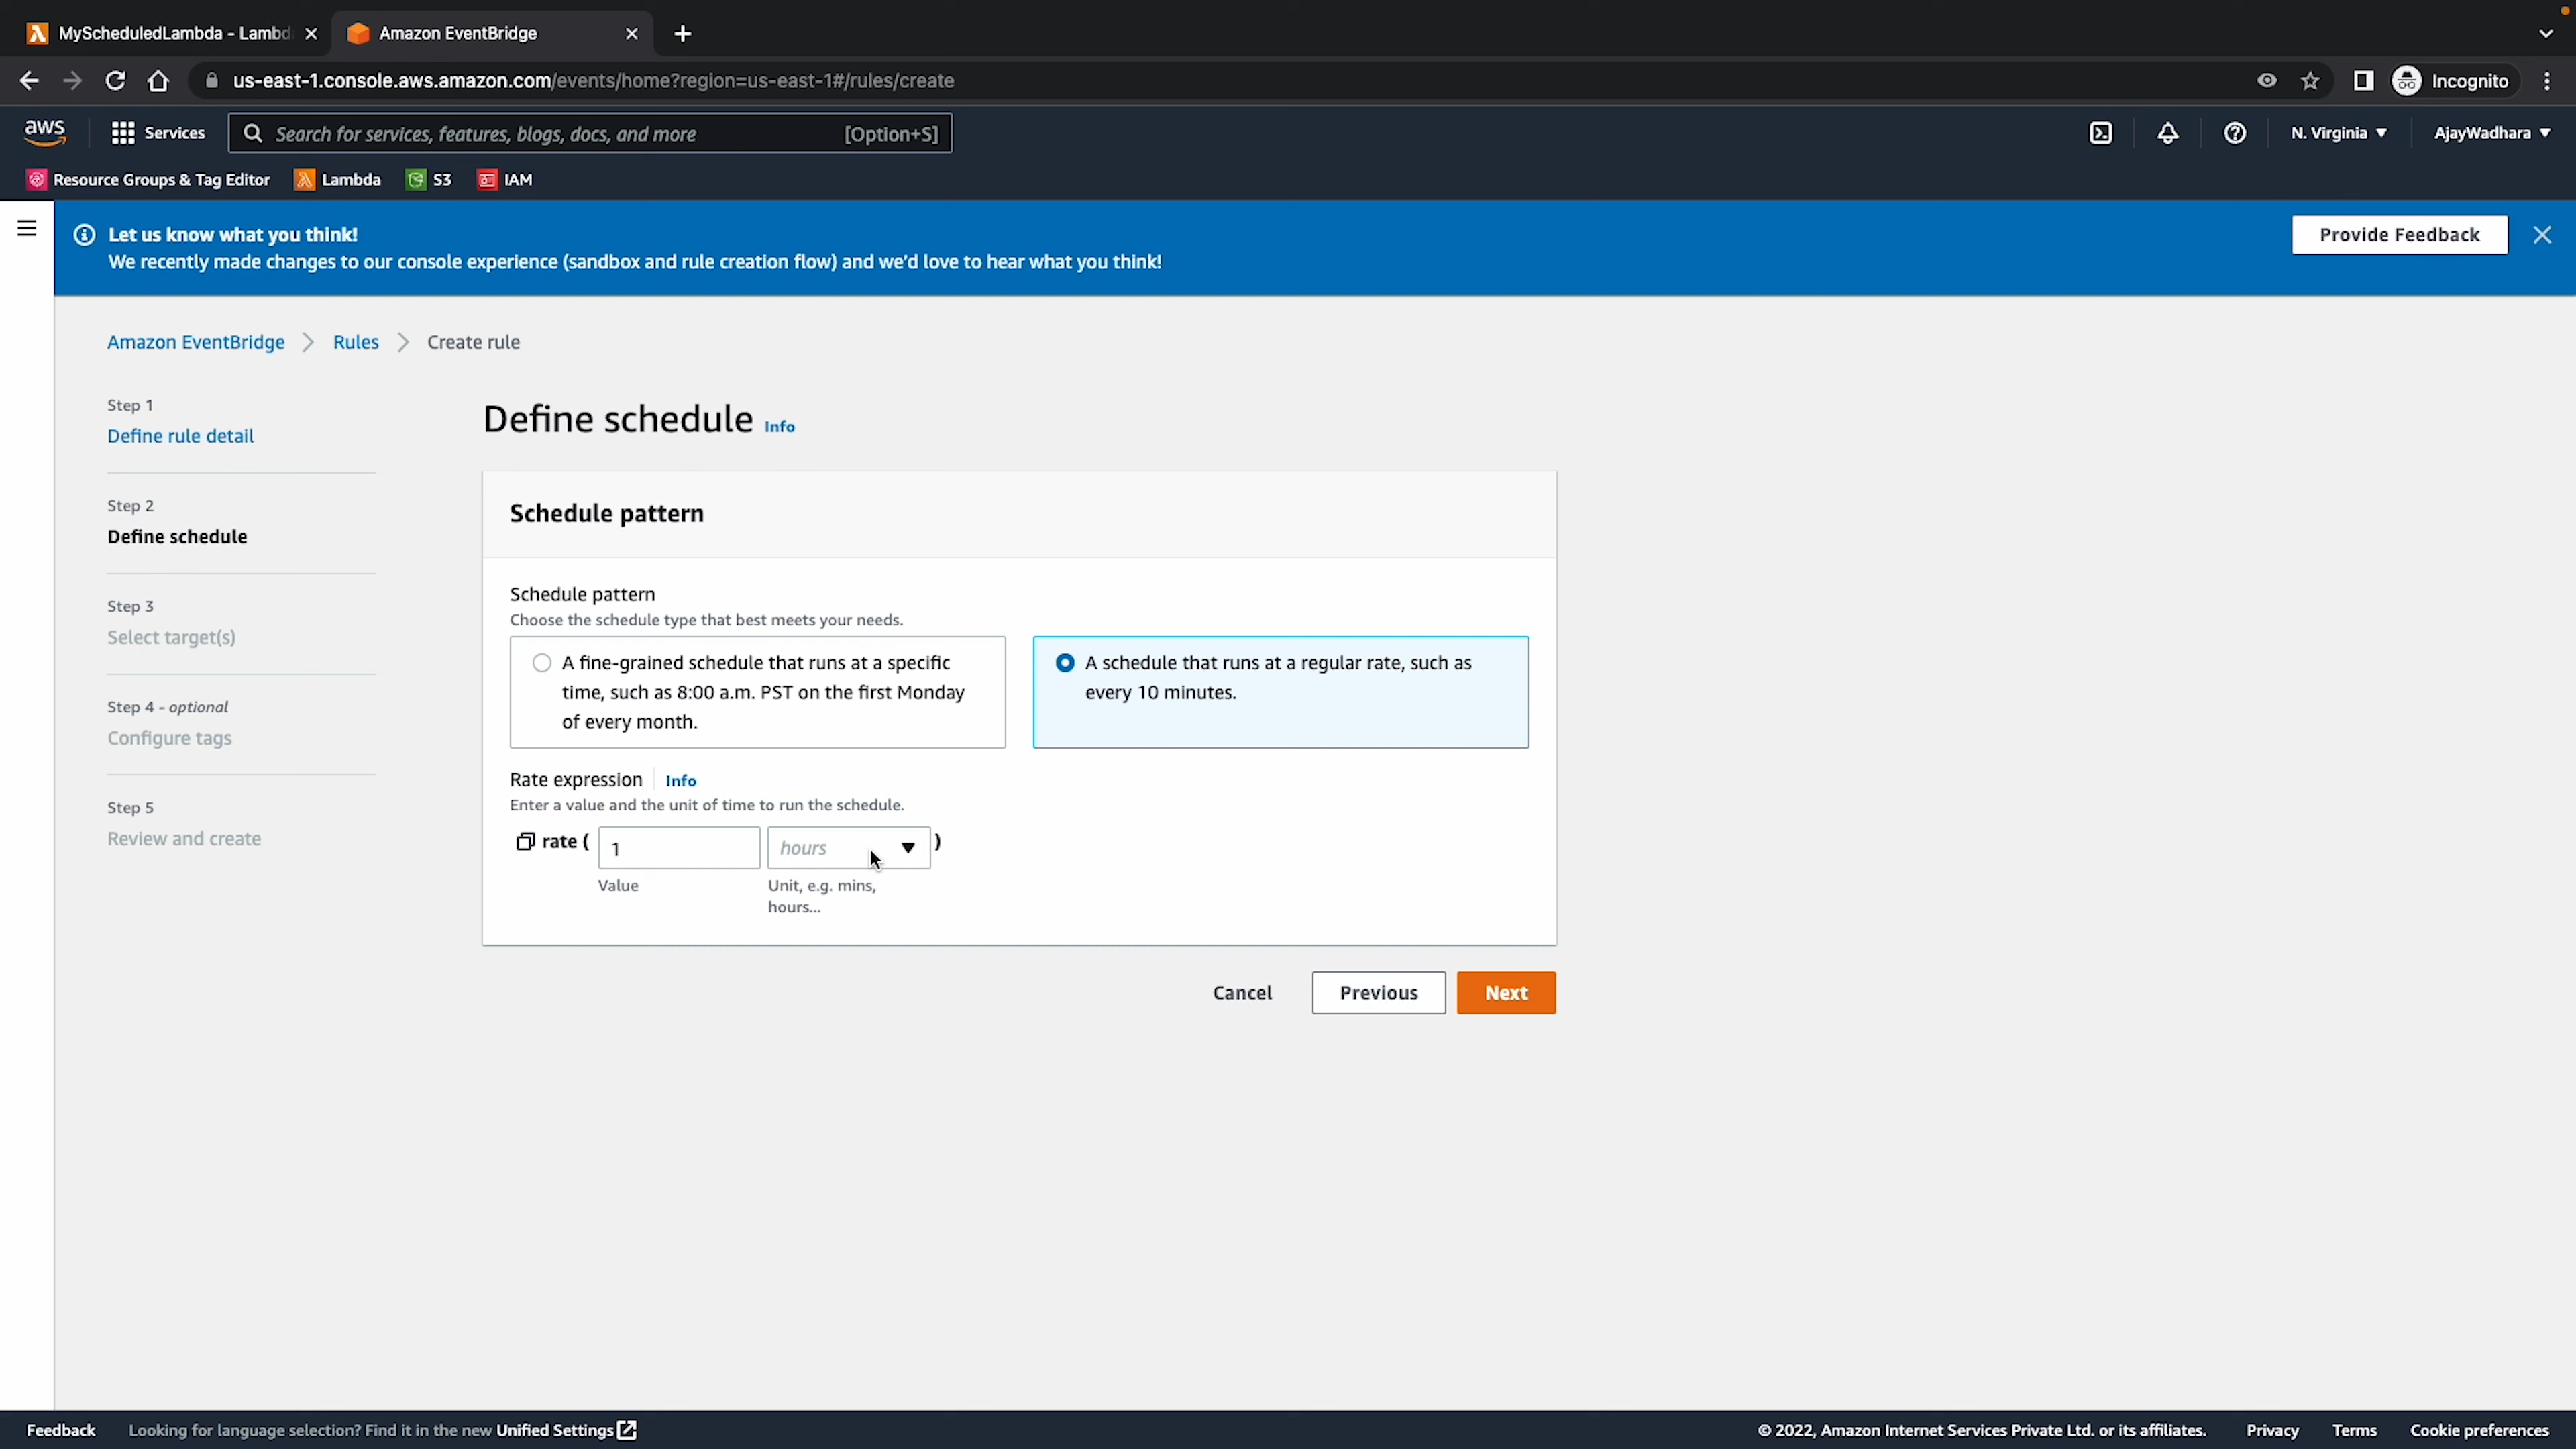 MyScheduledLambda - Lambd
Amazon EventBridge
us-east-1.console.aws.amazon.com/events/home?region=us-east-1#/rules/create
Incognito
aws
Services
Search for services, features, blogs, docs, and more
[Option+S]
N. Virginia
AjayWadhara
Resource Groups & Tag Editor
Lambda
S3
IAM
Let us know what you think!
We recently made changes to our console experience (sandbox and rule creation flow) and we'd love to hear what you think!
Provide Feedback
Amazon EventBridge
Rules
Create rule
Step 1
Define rule detail
Step 2
Define schedule
Step 3
Select target(s)
Step 4 - optional
Configure tags
Step 5
Review and create
Define schedule Info
Schedule pattern
Schedule pattern
Choose the schedule type that best meets your needs.
A fine-grained schedule that runs at a specific
time, such as 8:00 a.m. PST on the first Monday
of every month.
A schedule that runs at a regular rate, such as
every 10 minutes.
Rate expression Info
Enter a value and the unit of time to run the schedule.
rate ( 1 hours )
Value
Unit, e.g. mins,
hours...
Cancel
Previous
Next
Feedback
Looking for language selection? Find it in the new Unified Settings
© 2022, Amazon Internet Services Private Ltd. or its affiliates.
Privacy
Terms
Cookie preferences